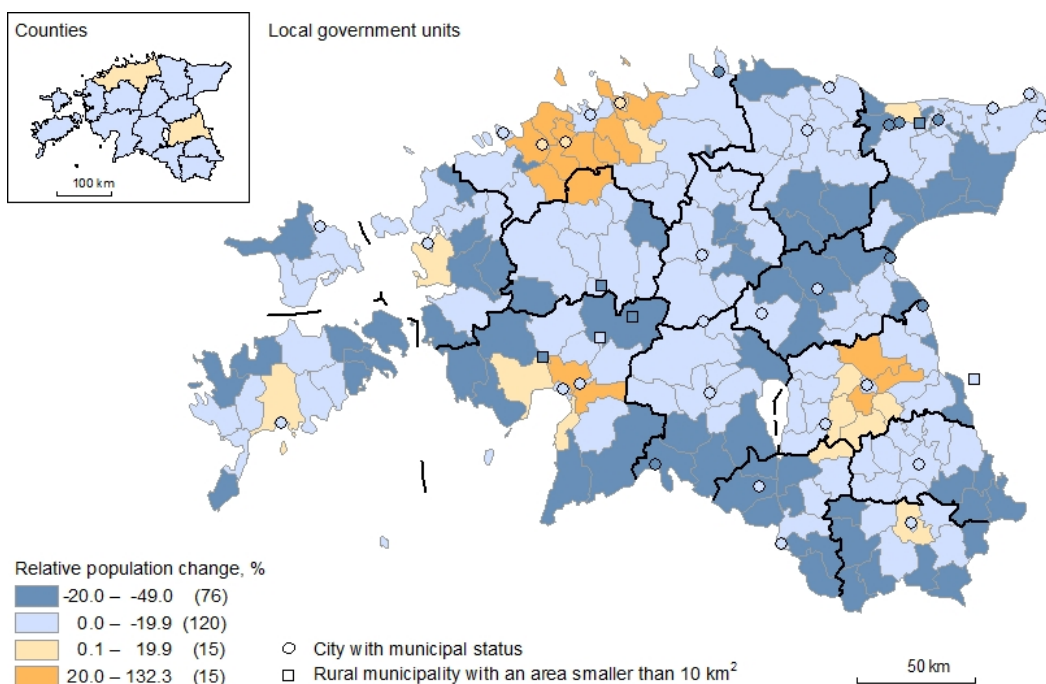 Counties
100 km
Local government units
Relative population change, %
-20.0 – -49.0 (76)
0.0 – -19.9 (120)
0.1 – 19.9 (15)
20.0 – 132.3 (15)
City with municipal status
Rural municipality with an area smaller than 10 km²
50 km